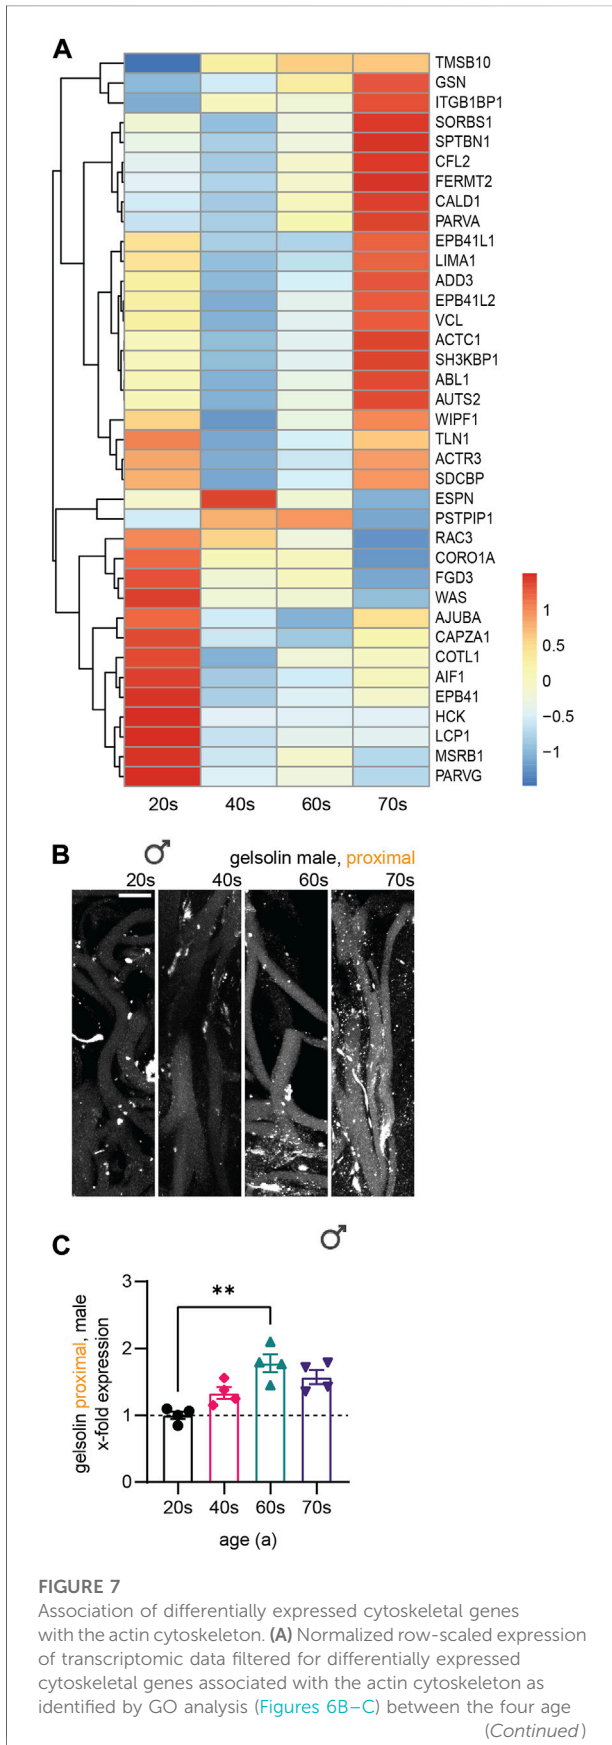 A
TMSB10
GSN
ITGB1BP1
SORBS1
SPTBN1
CFL2
FERMT2
CALD1
PARVA
EPB41L1
LIMA1
ADD3
EPB41L2
VCL
ACTC1
SH3KBP1
ABL1
AUTS2
WIPF1
TLN1
ACTR3
SDCBP
ESPN
PSTPIP1
RAC3
CORO1A
FGD3
WAS
AJUBA
CAPZA1
COTL1
AIF1
EPB41
HCK
LCP1
MSRB1
PARVG
1
0.5
0
−0.5
−1
20s 40s 60s 70s
B ♂ gelsolin male, proximal
20s 40s 60s 70s
C ♂
gelsolin proximal, male
x-fold expression
3
2
1
0
**
20s 40s 60s 70s
age (a)
FIGURE 7
Association of differentially expressed cytoskeletal genes
with the actin cytoskeleton. (A) Normalized row-scaled expression
of transcriptomic data filtered for differentially expressed
cytoskeletal genes associated with the actin cytoskeleton as
identified by GO analysis (Figures 6B–C) between the four age
(Continued)